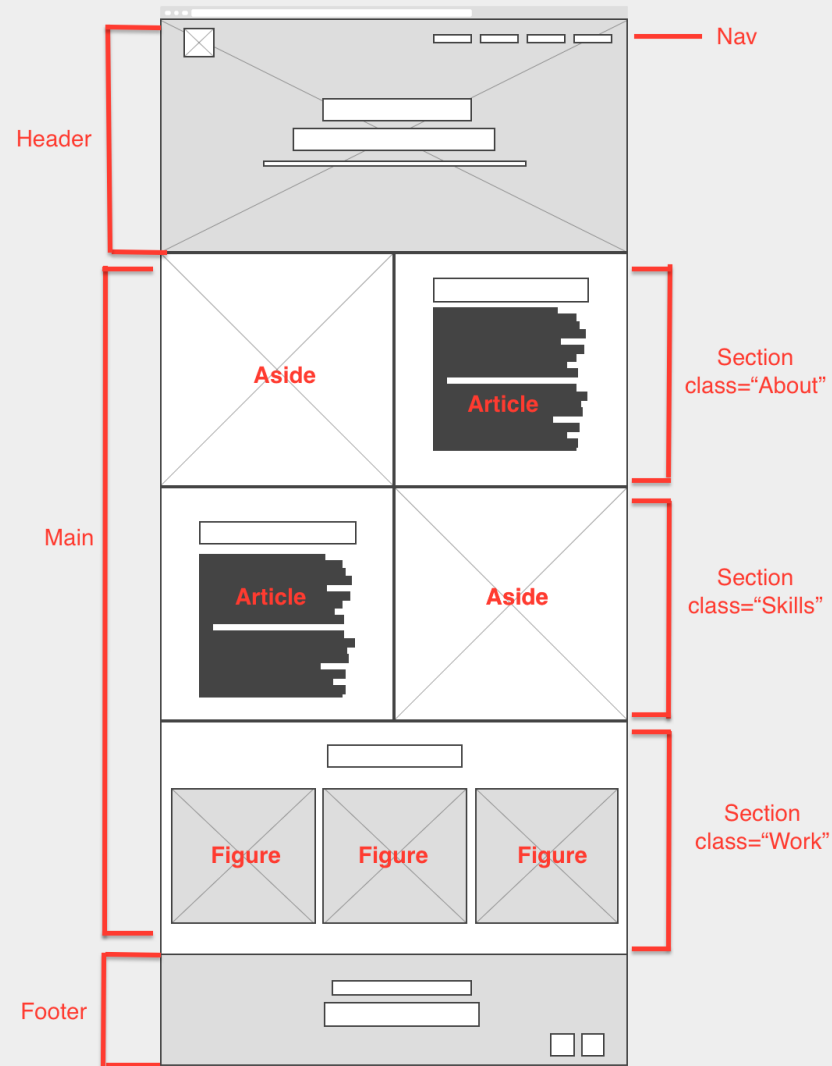 Nav
Header
Aside
Article
Section
class=“About”
Main
Article
Aside
Section
class=“Skills”
Figure
Figure
Figure
Section
class=“Work”
Footer